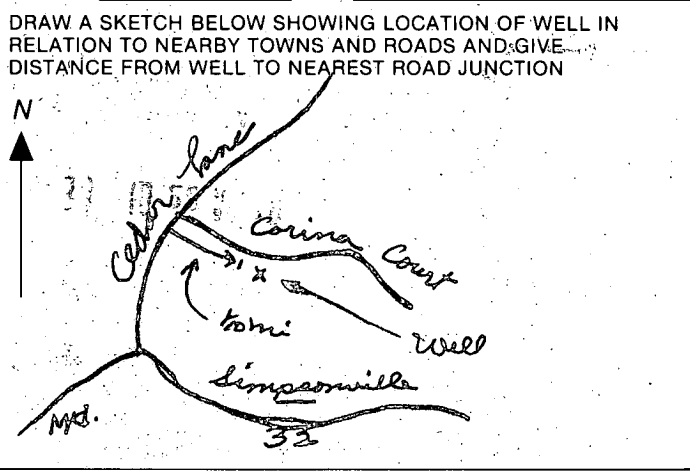 DRAW A SKETCH BELOW SHOWING LOCATION OF WELL IN
RELATION TO NEARBY TOWNS AND ROADS AND GIVE
DISTANCE FROM WELL TO NEAREST ROAD JUNCTION
N
Cedar Lane
Corina Court
Well
Simpsonville
32